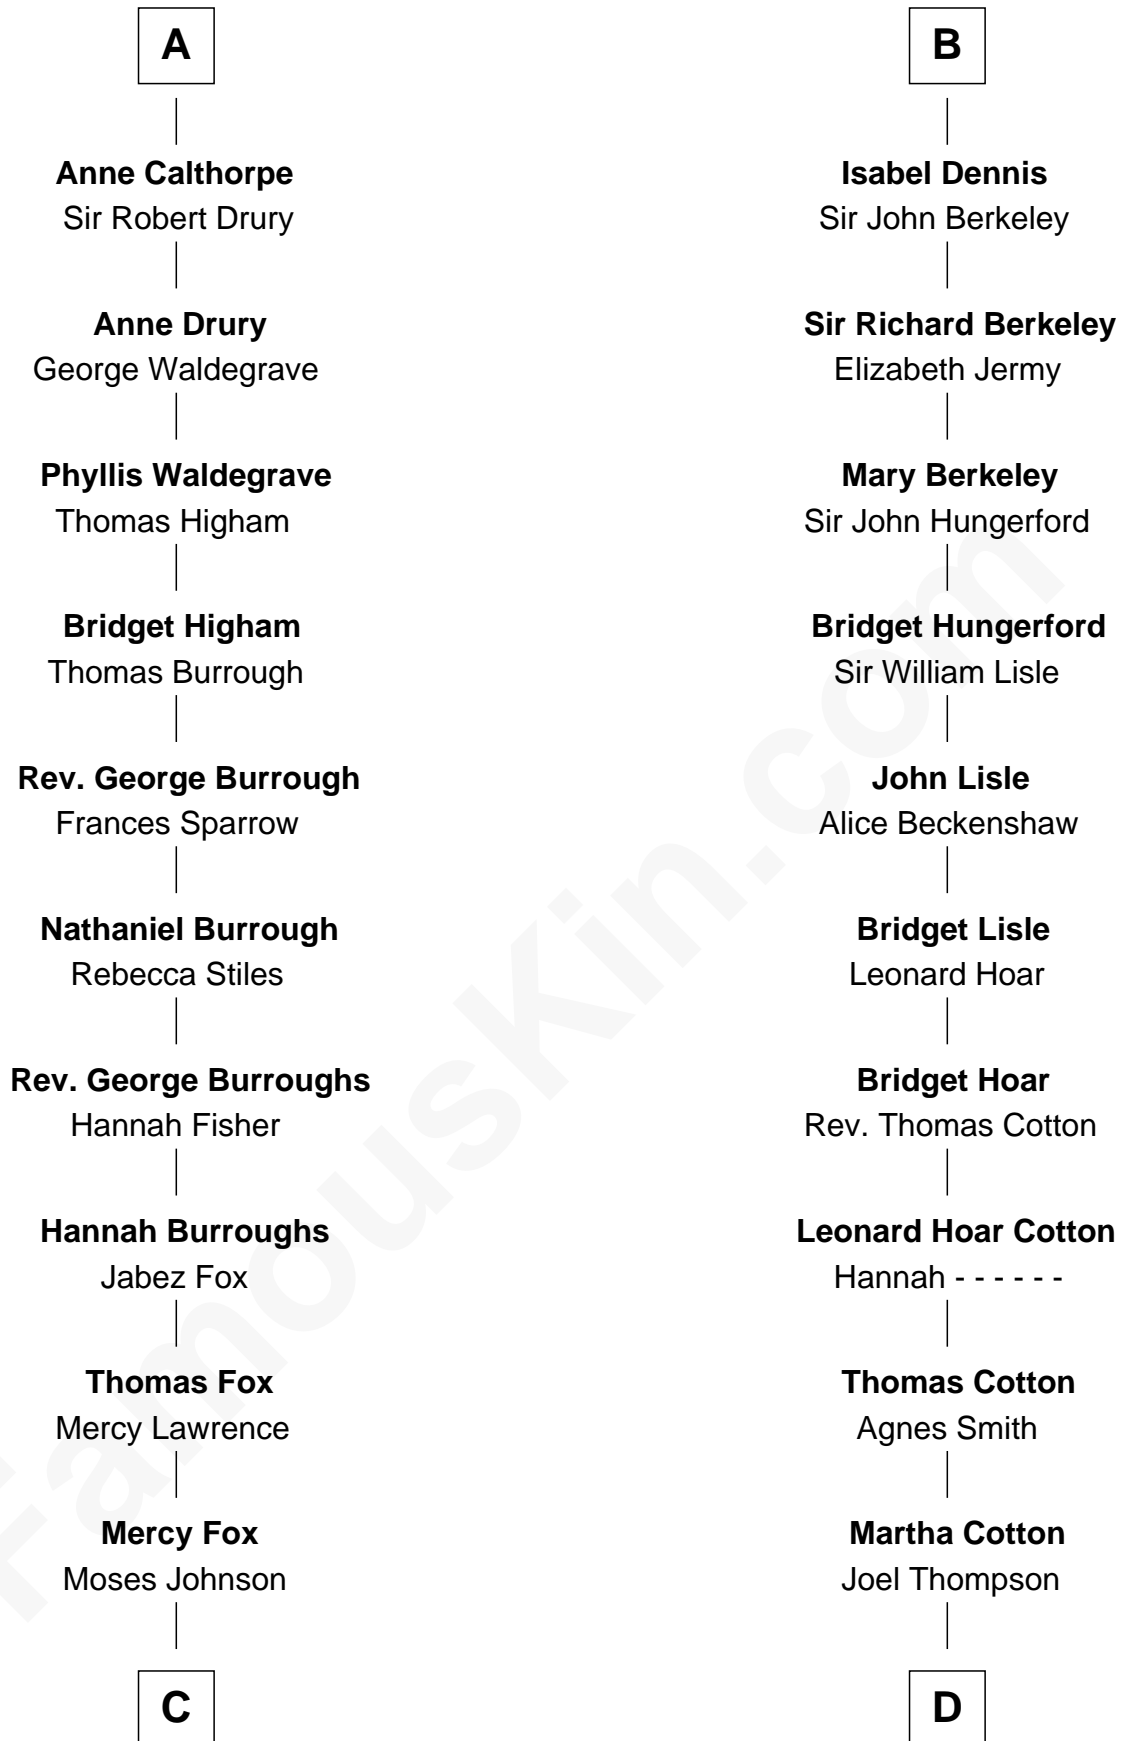 A
Anne Calthorpe
Sir Robert Drury
Anne Drury
George Waldegrave
Phyllis Waldegrave
Thomas Higham
Bridget Higham
Thomas Burrough
Rev. George Burrough
Frances Sparrow
Nathaniel Burrough
Rebecca Stiles
Rev. George Burroughs
Hannah Fisher
Hannah Burroughs
Jabez Fox
Thomas Fox
Mercy Lawrence
Mercy Fox
Moses Johnson
C
B
Isabel Dennis
Sir John Berkeley
Sir Richard Berkeley
Elizabeth Jermy
Mary Berkeley
Sir John Hungerford
Bridget Hungerford
Sir William Lisle
John Lisle
Alice Beckenshaw
Bridget Lisle
Leonard Hoar
Bridget Hoar
Rev. Thomas Cotton
Leonard Hoar Cotton
Hannah - - - - - -
Thomas Cotton
Agnes Smith
Martha Cotton
Joel Thompson
D
FamousKin.com